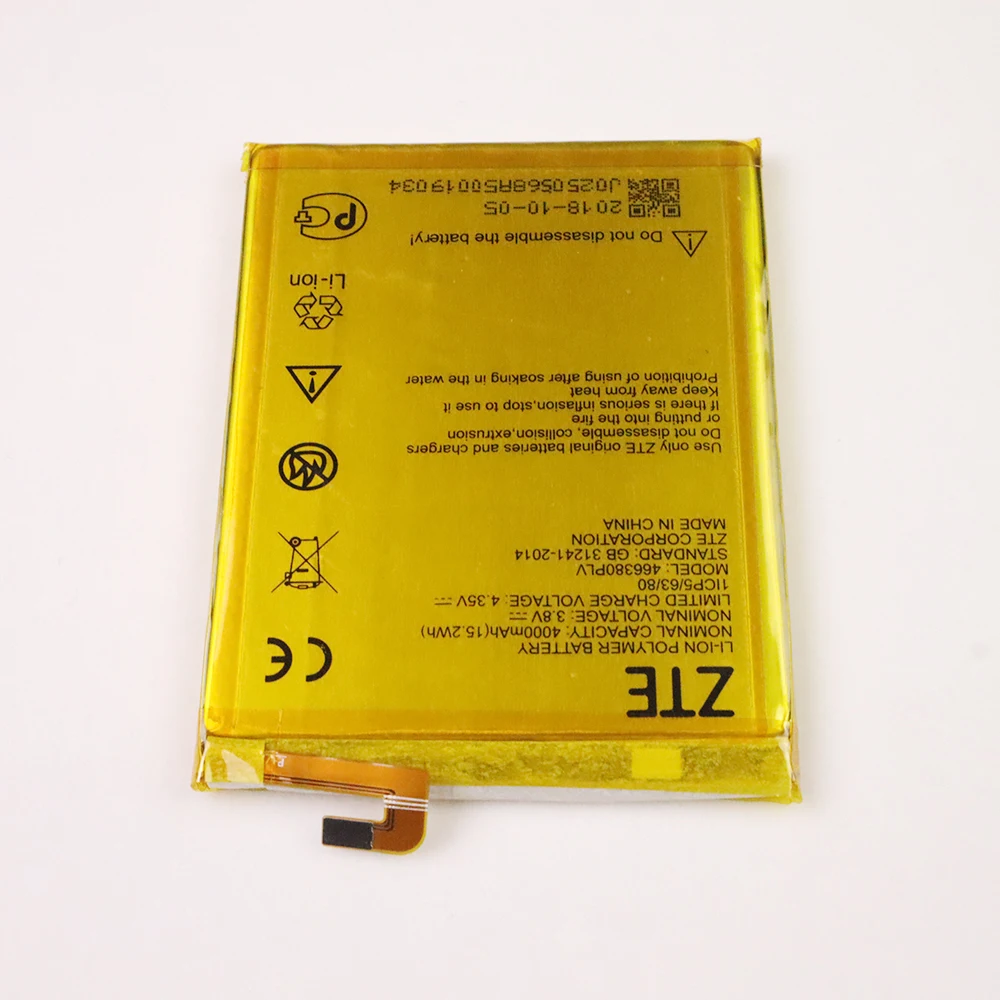 ZTE
LI-ION POLYMER BATTERY
NOMINAL CAPACITY: 4000mAh(15.2Wh)
NOMINAL VOLTAGE: 3.8V
LIMITED CHARGE VOLTAGE: 4.35V
1ICP5/63/80
MODEL: 466380PLV
STANDARD: GB 31241-2014
ZTE CORPORATION
MADE IN CHINA
Use only ZTE original batteries and chargers
Do not disassemble, collision,extrusion
or putting into the fire
If there is serious inflasion,stop to use it
Keep away from heat
Prohibition of using after soaking in the water
Do not disassemble the battery!
2018-10-05
J0250568R50019034
CE
Li-ion
PCT